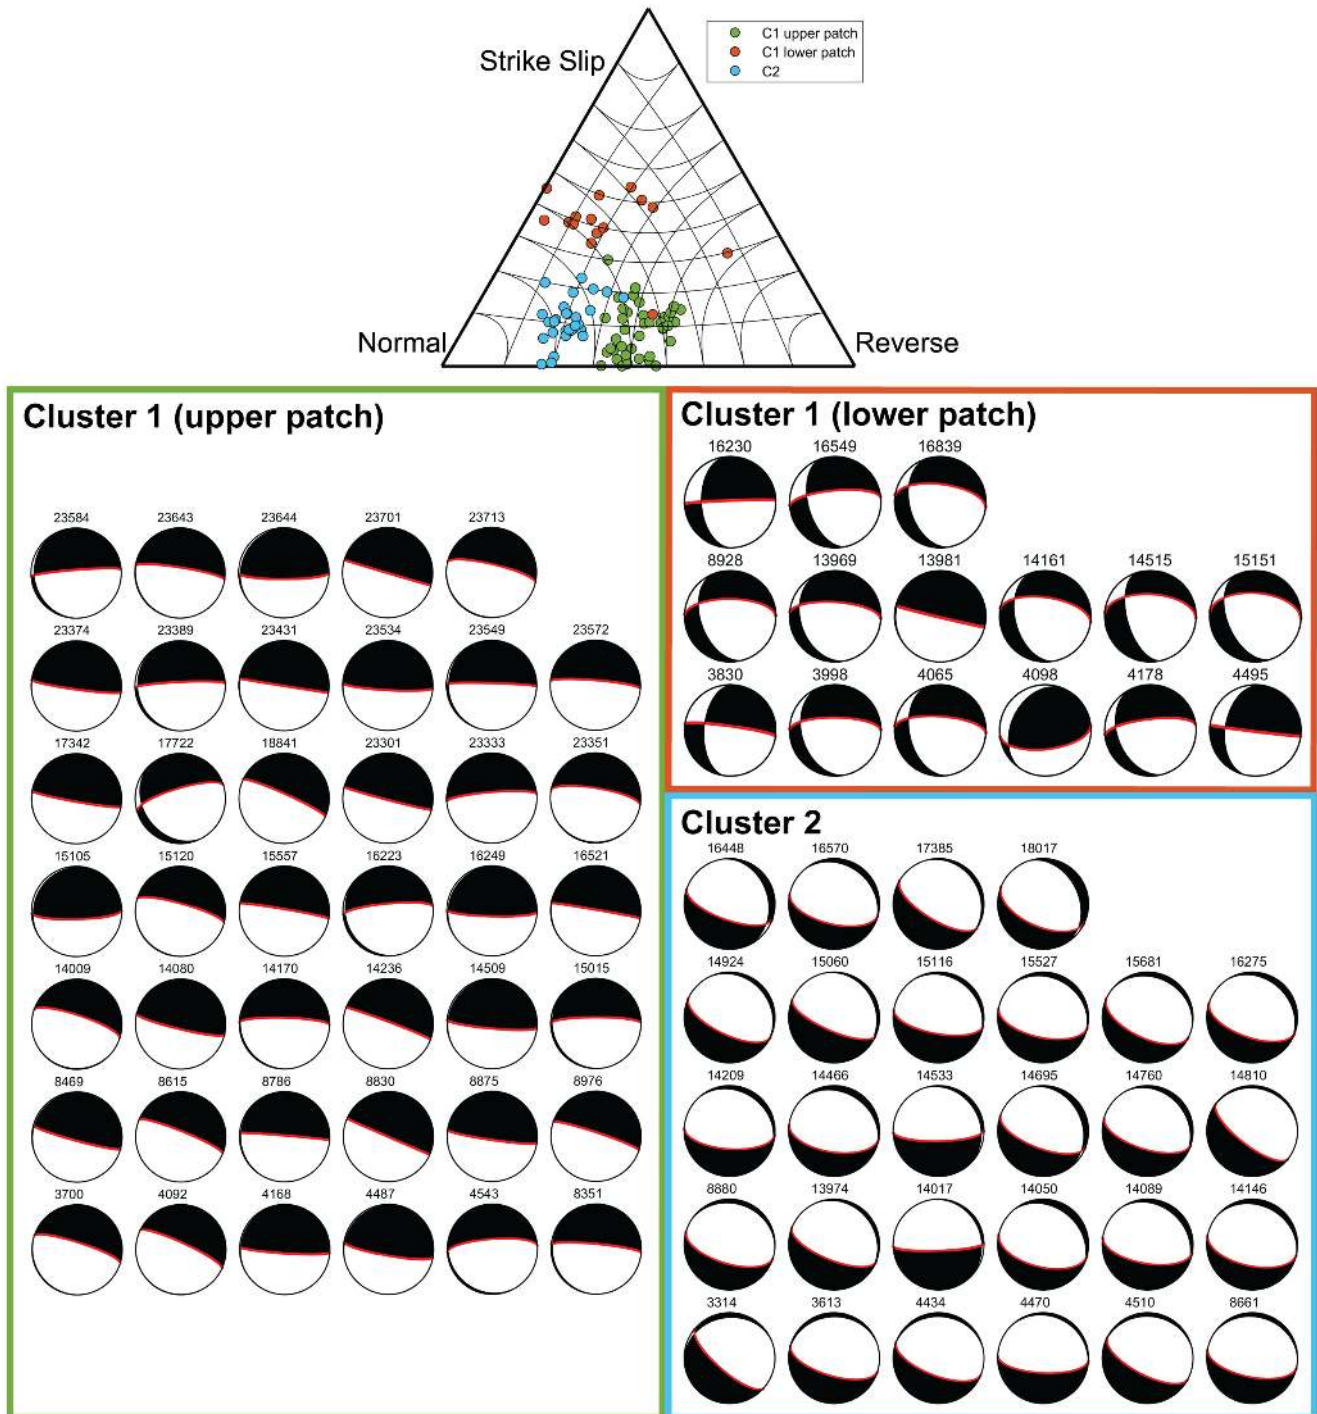 Strike Slip
C1 upper patch
C1 lower patch
C2
Normal
Reverse
Cluster 1 (upper patch)
23584 23643 23644 23701 23713
23374 23389 23431 23534 23549 23572
17342 17722 18841 23301 23333 23351
15105 15120 15557 16223 16249 16521
14009 14080 14170 14236 14509 15015
8469 8615 8786 8830 8875 8976
3700 4092 4168 4487 4543 8351
Cluster 1 (lower patch)
16230 16549 16839
8928 13969 13981 14161 14515 15151
3830 3998 4065 4098 4178 4495
Cluster 2
16448 16570 17385 18017
14924 15060 15116 15527 15681 16275
14209 14466 14533 14695 14760 14810
8880 13974 14017 14050 14089 14146
3314 3613 4434 4470 4510 8661